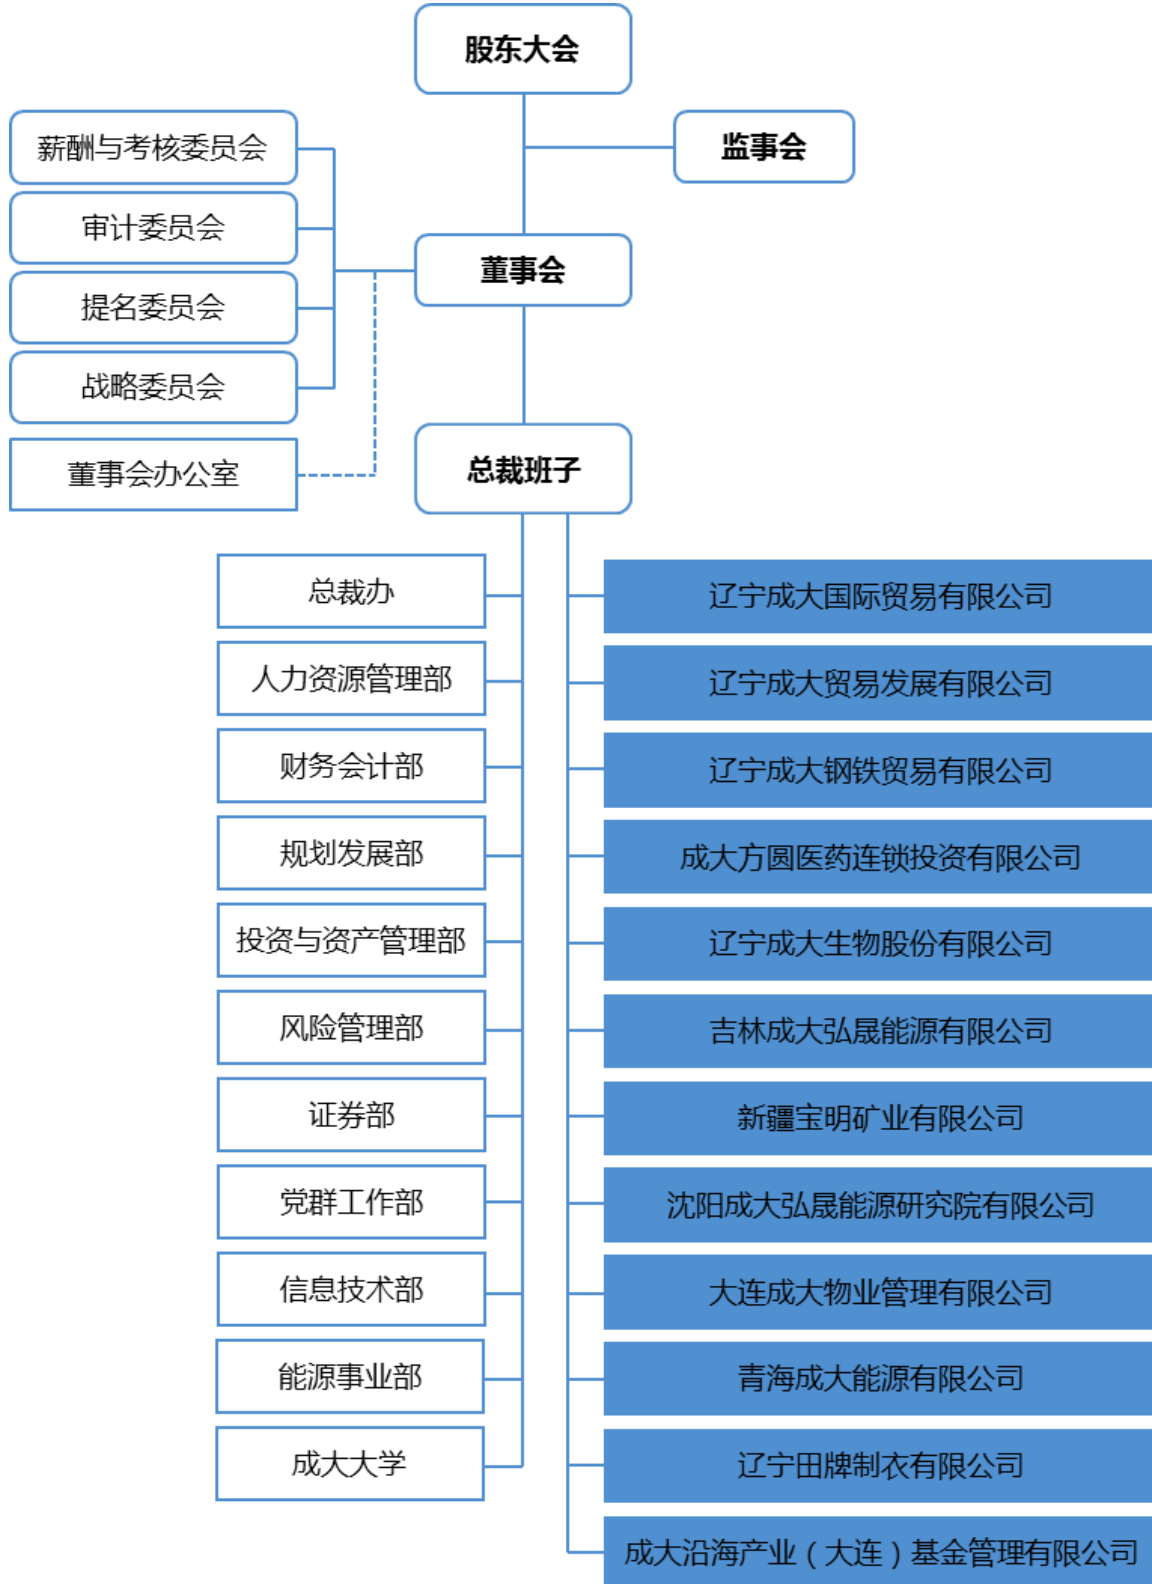 股东大会
监事会
薪酬与考核委员会
审计委员会
董事会
提名委员会
战略委员会
董事会办公室
总裁班子
总裁办
人力资源管理部
财务会计部
规划发展部
投资与资产管理部
风险管理部
证券部
党群工作部
信息技术部
能源事业部
成大大学
辽宁成大国际贸易有限公司
辽宁成大贸易发展有限公司
辽宁成大钢铁贸易有限公司
成大方圆医药连锁投资有限公司
辽宁成大生物股份有限公司
吉林成大弘晟能源有限公司
新疆宝明矿业有限公司
沈阳成大弘晟能源研究院有限公司
大连成大物业管理有限公司
青海成大能源有限公司
辽宁田牌制衣有限公司
成大沿海产业（大连）基金管理有限公司